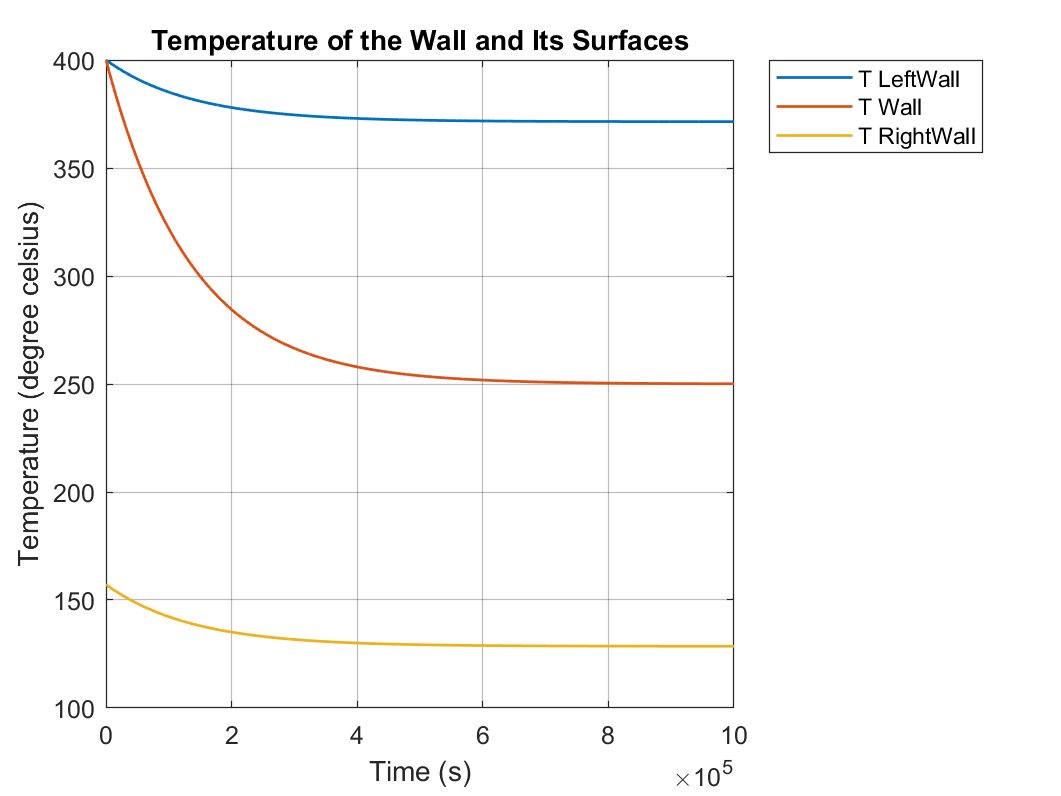 Temperature of the Wall and Its Surfaces
T LeftWall
T Wall
T RightWall
Temperature (degree celsius)
400
350
300
250
200
150
100
0 2 4 6 8 10
Time (s)
×10^5